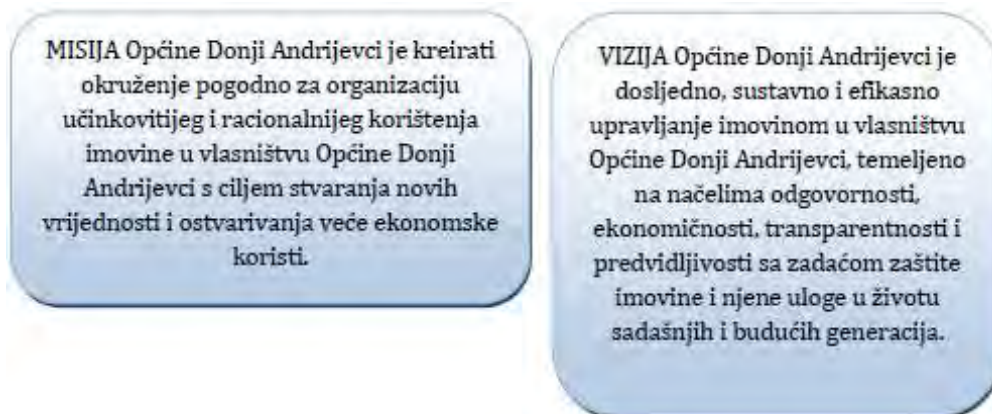 MISIJA Općine Donji Andrijevci je kreirati
okruženje pogodno za organizaciju
učinkovitijeg i racionalnijeg korištenja
imovine u vlasništvu Općine Donji
Andrijevci s ciljem stvaranja novih
vrijednosti i ostvarivanja veće ekonomske
koristi.
VIZIJA Općine Donji Andrijevci je
dosljedno, sustavno i efikasno
upravljanje imovinom u vlasništvu
Općine Donji Andrijevci, temeljeno
na načelima odgovornosti,
ekonomičnosti, transparentnosti i
predvidljivosti sa zadaćom zaštite
imovine i njene uloge u životu
sadašnjih i budućih generacija.